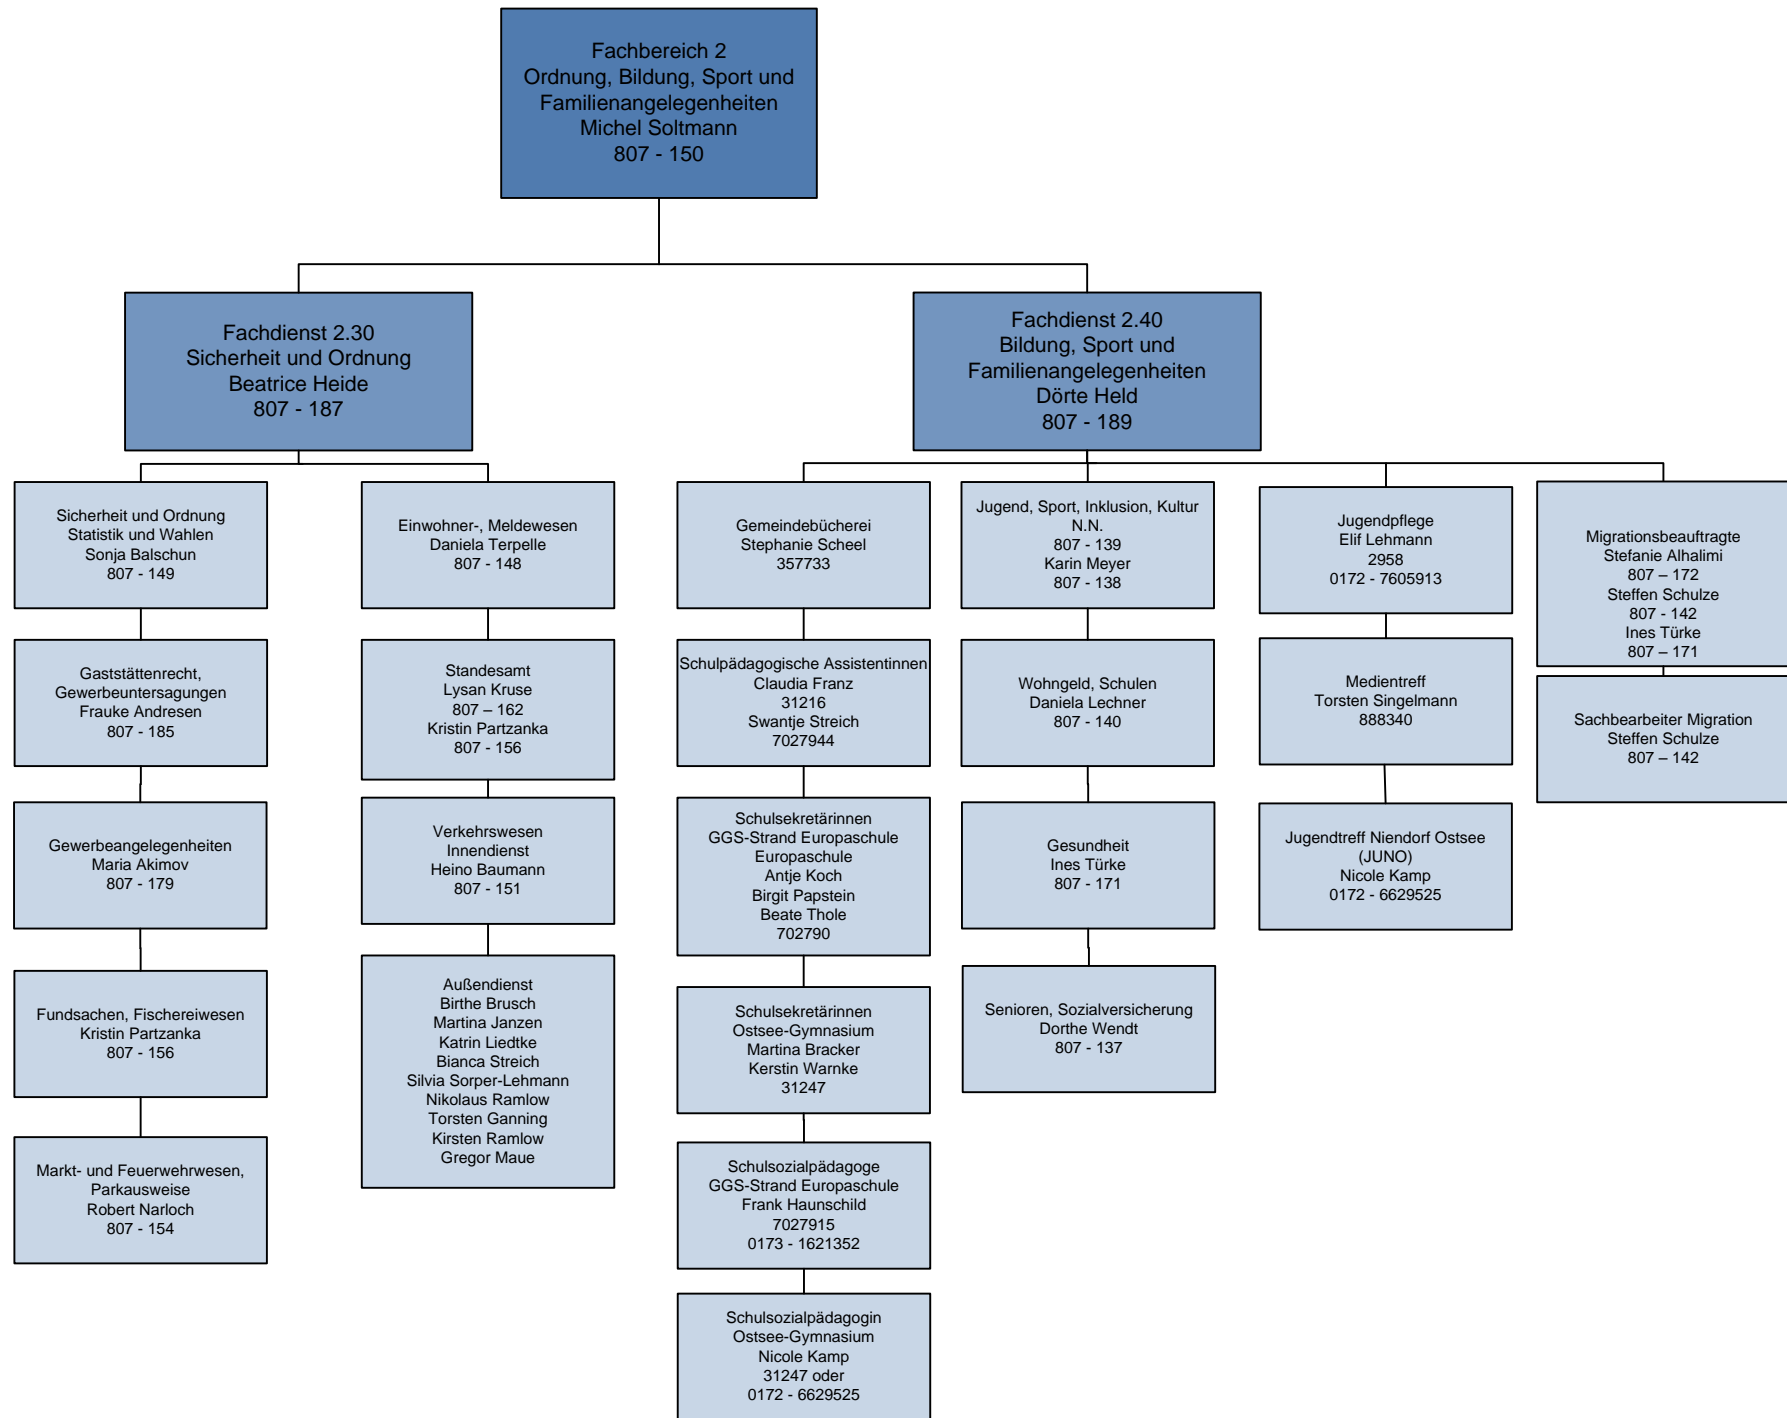 Fachbereich 2
Ordnung, Bildung, Sport und
Familienangelegenheiten
Michel Soltmann
807 - 150
Fachdienst 2.30
Sicherheit und Ordnung
Beatrice Heide
807 - 187
Fachdienst 2.40
Bildung, Sport und
Familienangelegenheiten
Dörte Held
807 - 189
Sicherheit und Ordnung
Statistik und Wahlen
Sonja Balschun
807 - 149
Gaststättenrecht,
Gewerbeuntersagungen
Frauke Andresen
807 - 185
Gewerbeangelegenheiten
Maria Akimov
807 - 179
Fundsachen, Fischereiwesen
Kristin Partzanka
807 - 156
Markt- und Feuerwehrwesen,
Parkausweise
Robert Narloch
807 - 154
Einwohner-, Meldewesen
Daniela Terpelle
807 - 148
Standesamt
Lysan Kruse
807 – 162
Kristin Partzanka
807 - 156
Verkehrswesen
Innendienst
Heino Baumann
807 - 151
Außendienst
Birthe Brusch
Martina Janzen
Katrin Liedtke
Bianca Streich
Silvia Sorper-Lehmann
Nikolaus Ramlow
Torsten Ganning
Kirsten Ramlow
Gregor Maue
Gemeindebücherei
Stephanie Scheel
357733
Schulpädagogische Assistentinnen
Claudia Franz
31216
Swantje Streich
7027944
Schulsekretärinnen
GGS-Strand Europaschule
Europaschule
Antje Koch
Birgit Papstein
Beate Thole
702790
Schulsekretärinnen
Ostsee-Gymnasium
Martina Bracker
Kerstin Warnke
31247
Schulsozialpädagoge
GGS-Strand Europaschule
Frank Haunschild
7027915
0173 - 1621352
Schulsozialpädagogin
Ostsee-Gymnasium
Nicole Kamp
31247 oder
0172 - 6629525
Jugend, Sport, Inklusion, Kultur
N.N.
807 - 139
Karin Meyer
807 - 138
Wohngeld, Schulen
Daniela Lechner
807 - 140
Gesundheit
Ines Türke
807 - 171
Senioren, Sozialversicherung
Dorthe Wendt
807 - 137
Jugendpflege
Elif Lehmann
2958
0172 - 7605913
Medientreff
Torsten Singelmann
888340
Jugendtreff Niendorf Ostsee
(JUNO)
Nicole Kamp
0172 - 6629525
Migrationsbeauftragte
Stefanie Alhalimi
807 – 172
Steffen Schulze
807 - 142
Ines Türke
807 – 171
Sachbearbeiter Migration
Steffen Schulze
807 – 142